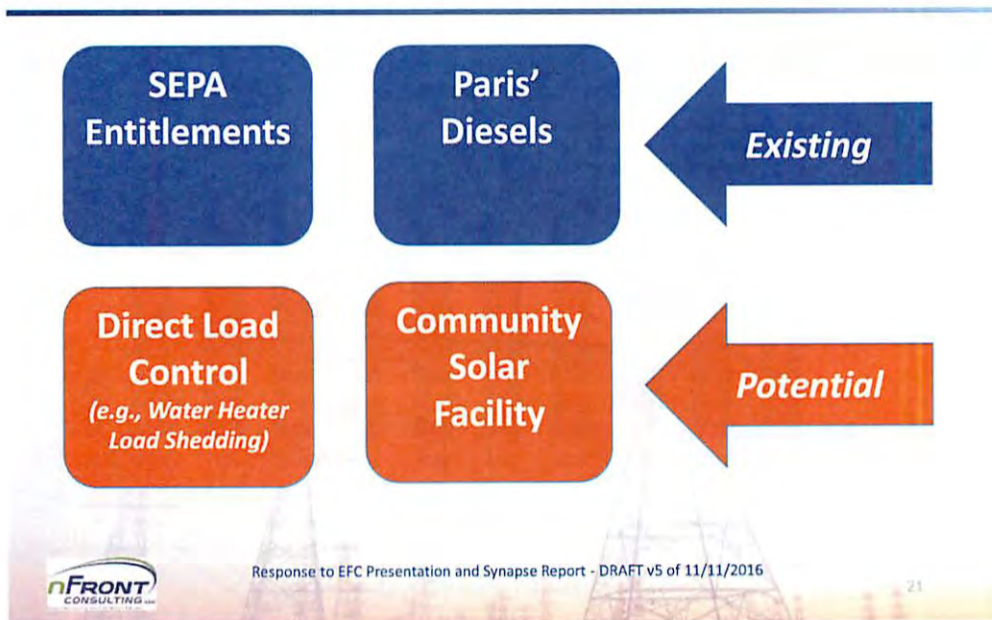 SEPA
Entitlements
Paris'
Diesels
Existing
Direct Load
Control
(e.g., Water Heater
Load Shedding)
Community
Solar
Facility
Potential
nFRONT
CONSULTING LLC
Response to EFC Presentation and Synapse Report - DRAFT v5 of 11/11/2016
21